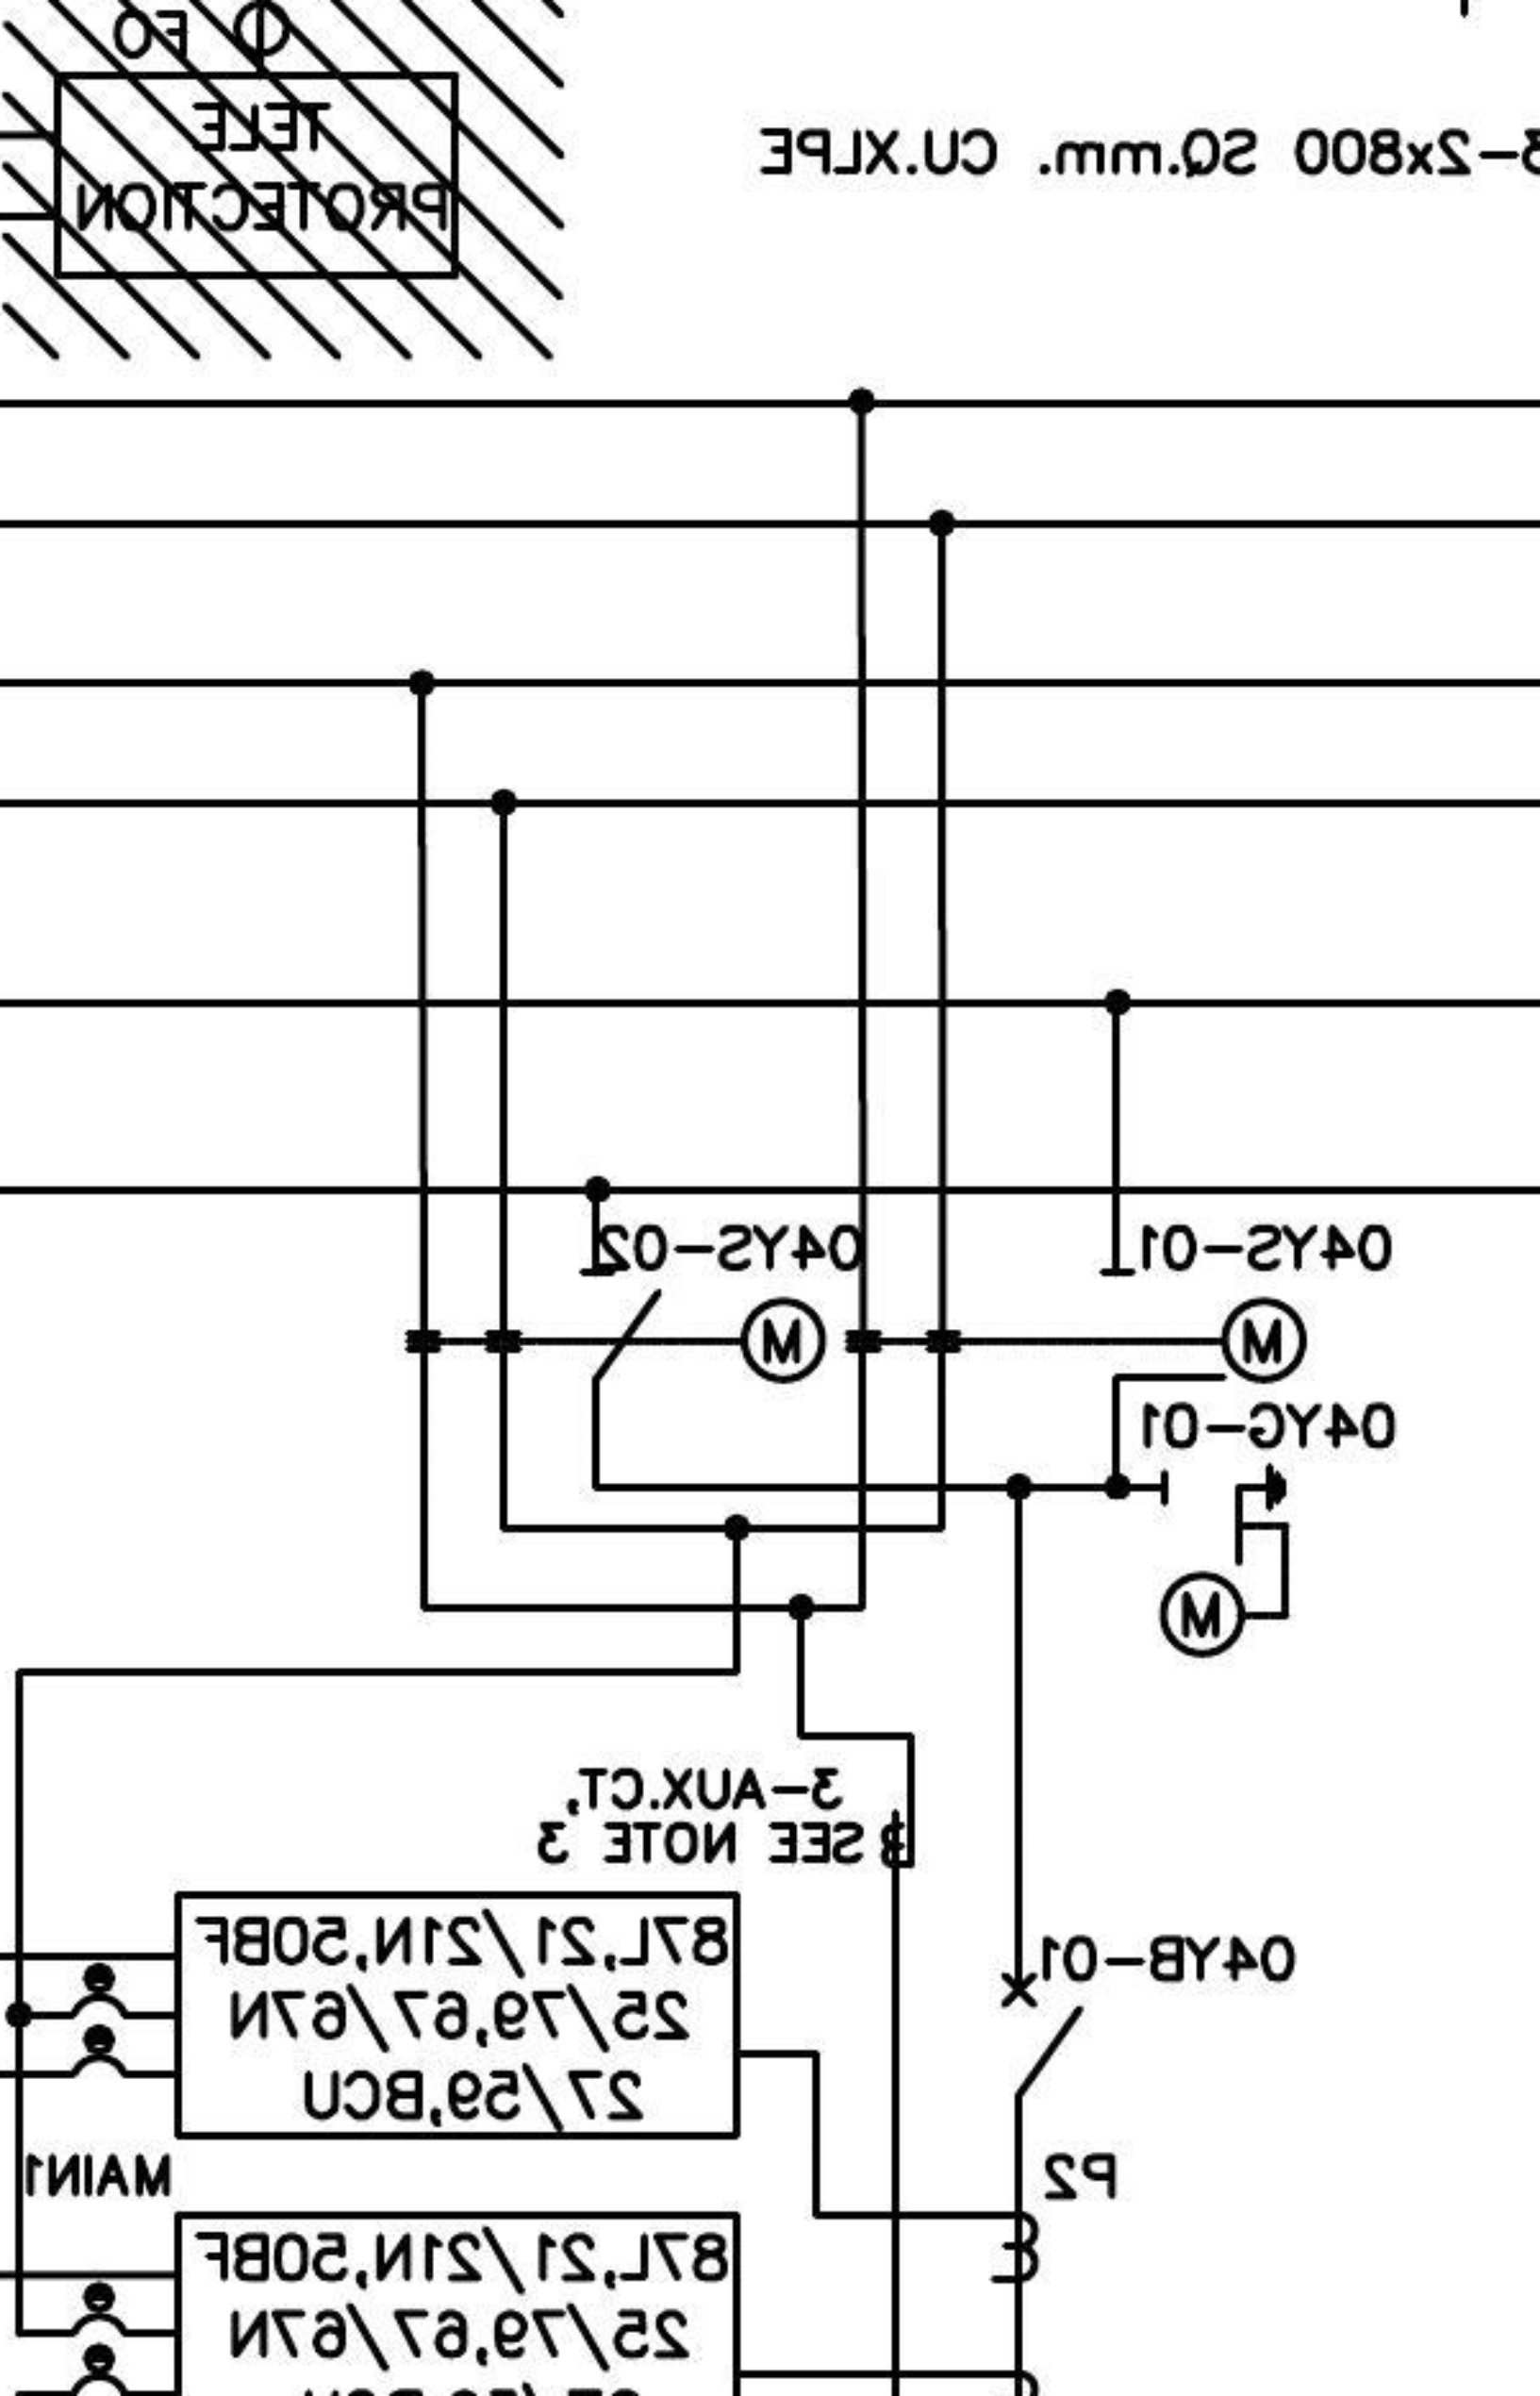 FO
TELE
PROTECTION
3-2x800 SQ.mm. CU.XLPE
04YS-01
04YS-02
M
M
04YG-01
M
3-AUX.CT,
SEE NOTE 3
04YB-01
87L,21/21N,50BF
25/79,67/67N
27/59,BCU
P2
MAIN1
87L,21/21N,50BF
25/79,67/67N